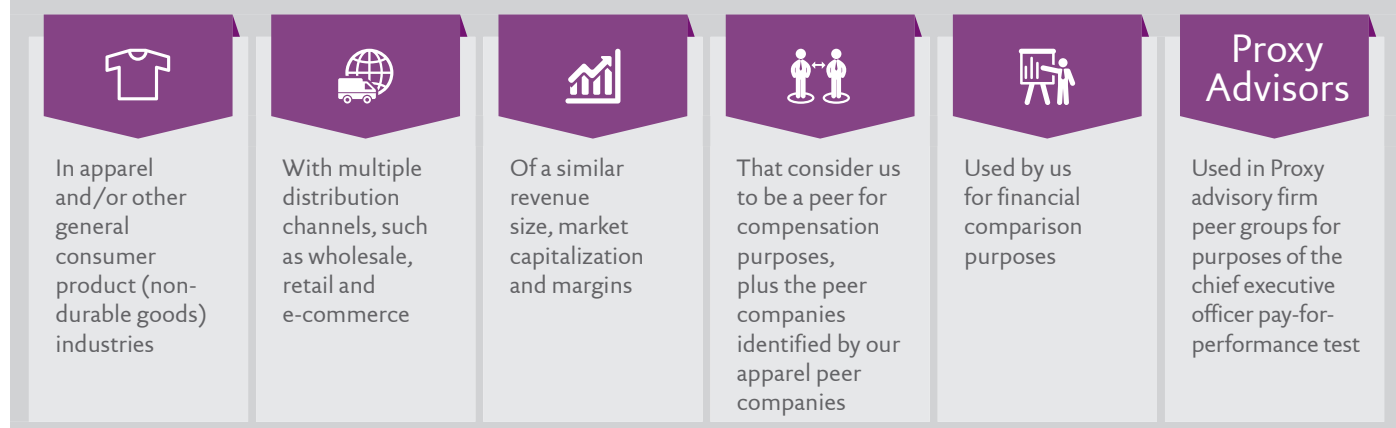 In apparel
and/or other
general
consumer
product (non-
durable goods)
industries
With multiple
distribution
channels, such
as wholesale,
retail and
e-commerce
Of a similar
revenue
size, market
capitalization
and margins
That consider us
to be a peer for
compensation
purposes,
plus the peer
companies
identified by our
apparel peer
companies
Used by us
for financial
comparison
purposes
Proxy
Advisors
Used in Proxy
advisory firm
peer groups for
purposes of the
chief executive
officer pay-for-
performance test